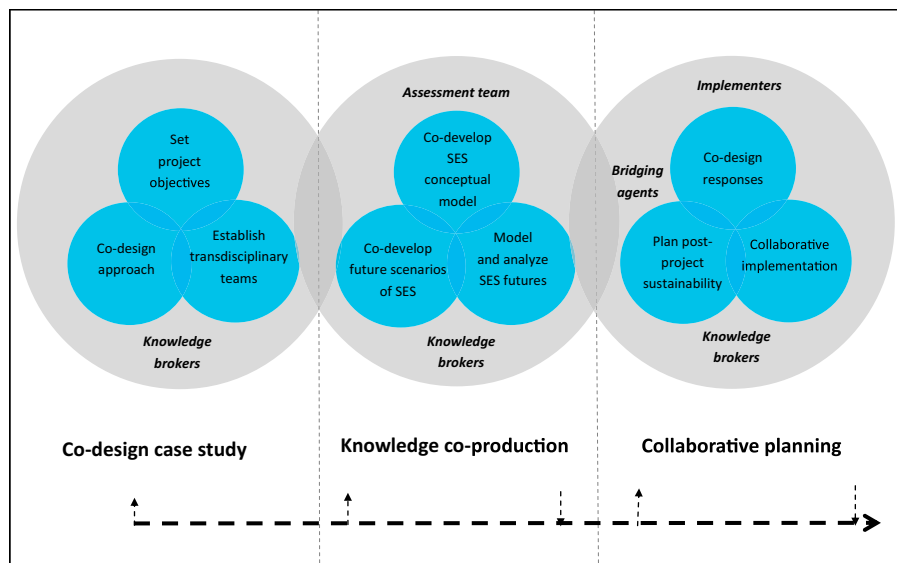 Set
project
objectives
Co-design
approach
Establish
transdisciplinary
teams
Knowledge
brokers
Assessment team
Co-develop
SES
conceptual
model
Co-develop
future scenarios
of SES
Model
and analyze
SES futures
Knowledge
brokers
Implementers
Bridging
agents
Co-design
responses
Plan post-
project
sustainability
Collaborative
implementation
Knowledge
brokers
Co-design case study
Knowledge co-production
Collaborative planning